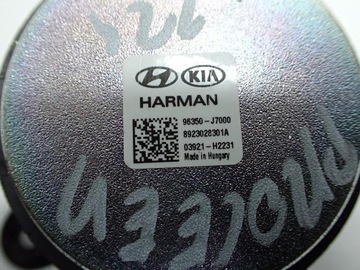 KIA
HARMAN
96350-J7000
8923028301A
03921-H2231
Made in Hungary